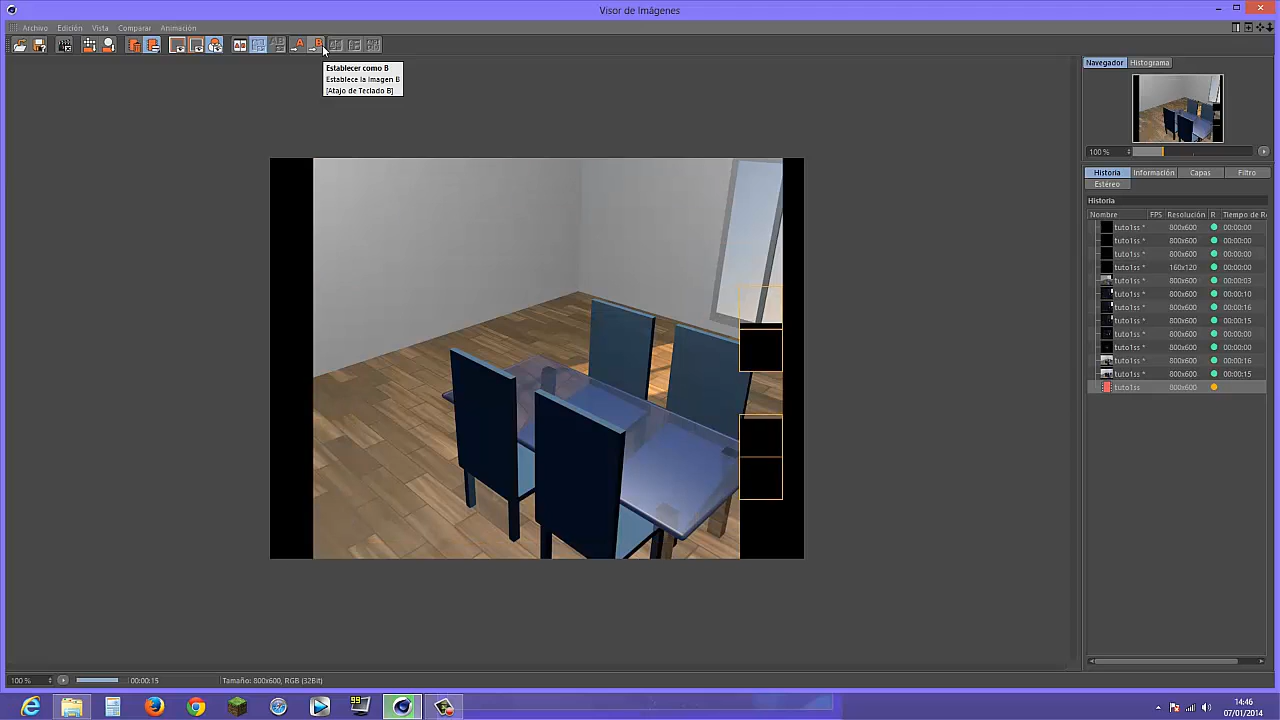 Visor de Imágenes
Archivo Edición Vista Comparar Animación
A B
Establecer como B
Establece la Imagen B
[Atajo de Teclado B]
Navegador Histograma
100 %
Historia Información Capas Filtro
Estéreo
Historia
Nombre FPS Resolución R Tiempo de R
tuto1ss * 800x600 00:00:00
tuto1ss * 800x600 00:00:00
tuto1ss * 800x600 00:00:00
tuto1ss * 160x120 00:00:00
tuto1ss * 800x600 00:00:03
tuto1ss * 800x600 00:00:10
tuto1ss * 800x600 00:00:16
tuto1ss * 800x600 00:00:15
tuto1ss * 800x600 00:00:00
tuto1ss * 800x600 00:00:00
tuto1ss * 800x600 00:00:16
tuto1ss * 800x600 00:00:15
tuto1ss 800x600
100 % 00:00:15 Tamaño: 800x600, RGB (32Bit)
99
14:46
07/01/2014